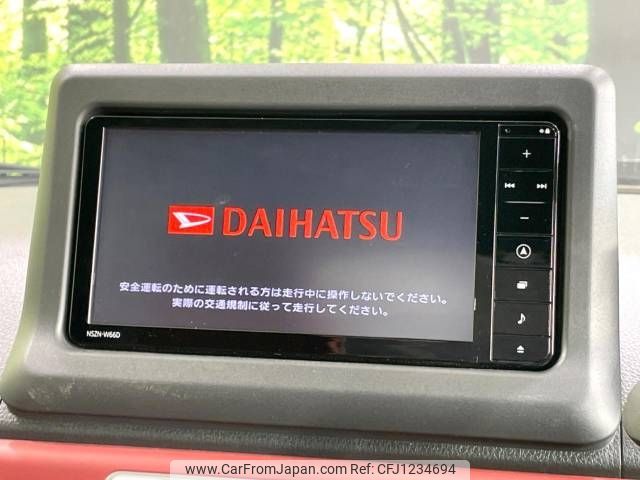 DAIHATSU
安全運転のために運転される方は走行中に操作しないでください。
実際の交通規制に従って走行してください。
NSZN-W66D
www.CarFromJapan.com Ref:CFJ1234694